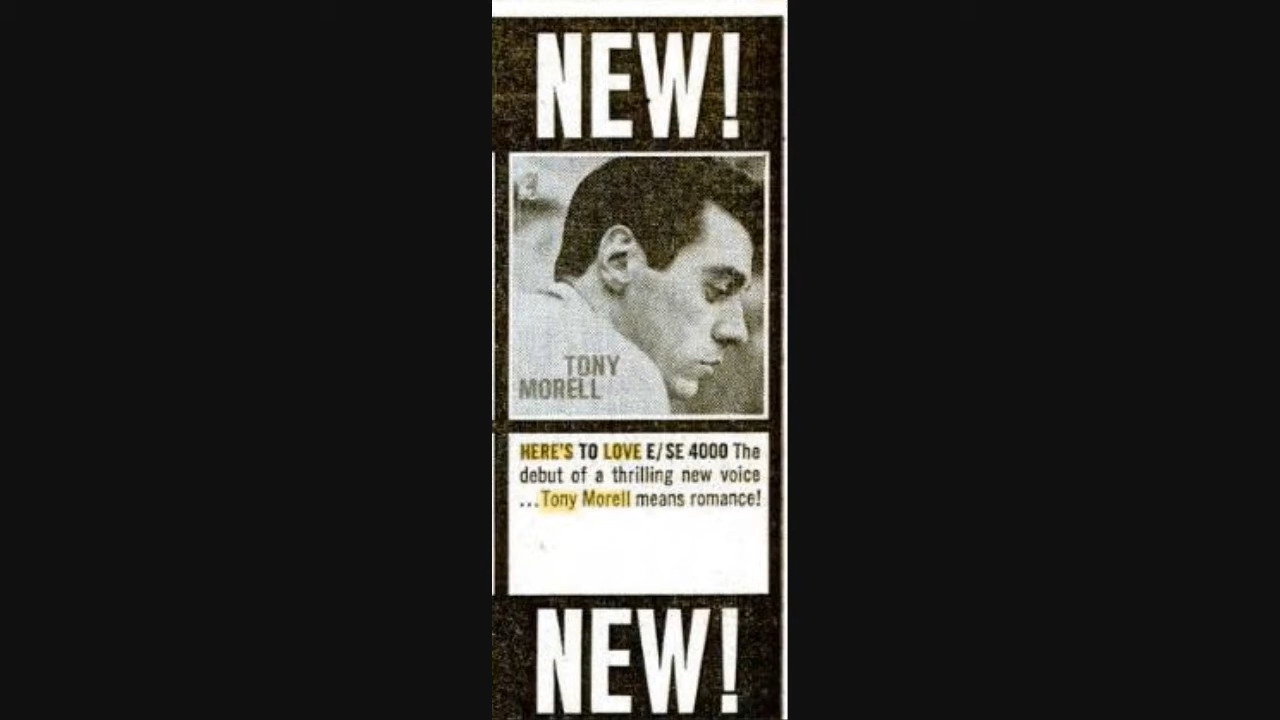 NEW!
TONY
MORELL
HERE'S TO LOVE E/SE 4000 The
debut of a thrilling new voice
...Tony Morell means romance!
NEW!